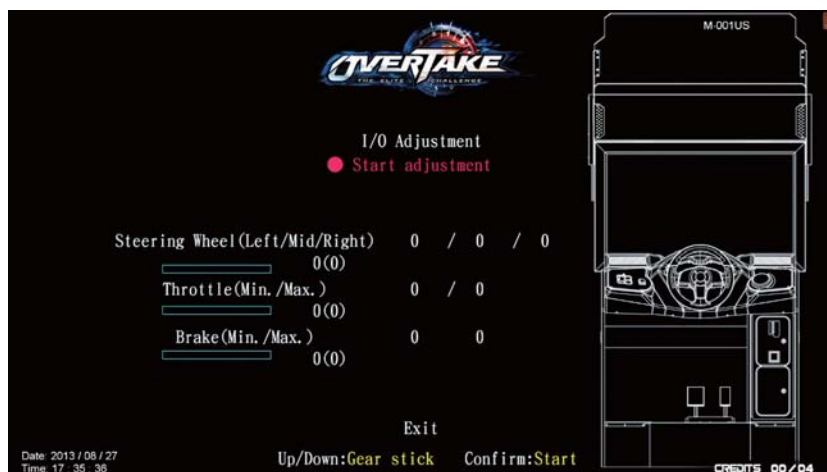 M-001US
OVERTAKE
THE ELITE CHALLENGE
I/O Adjustment
Start adjustment
Steering Wheel(Left/Mid/Right) 0 / 0 / 0
0(0)
Throttle(Min./Max.) 0 / 0
0(0)
Brake(Min./Max.) 0 0
0(0)
Exit
Up/Down:Gear stick Confirm:Start
Date: 2013 / 08 / 27
Time: 17 : 35 : 36
CREDITS 00/04